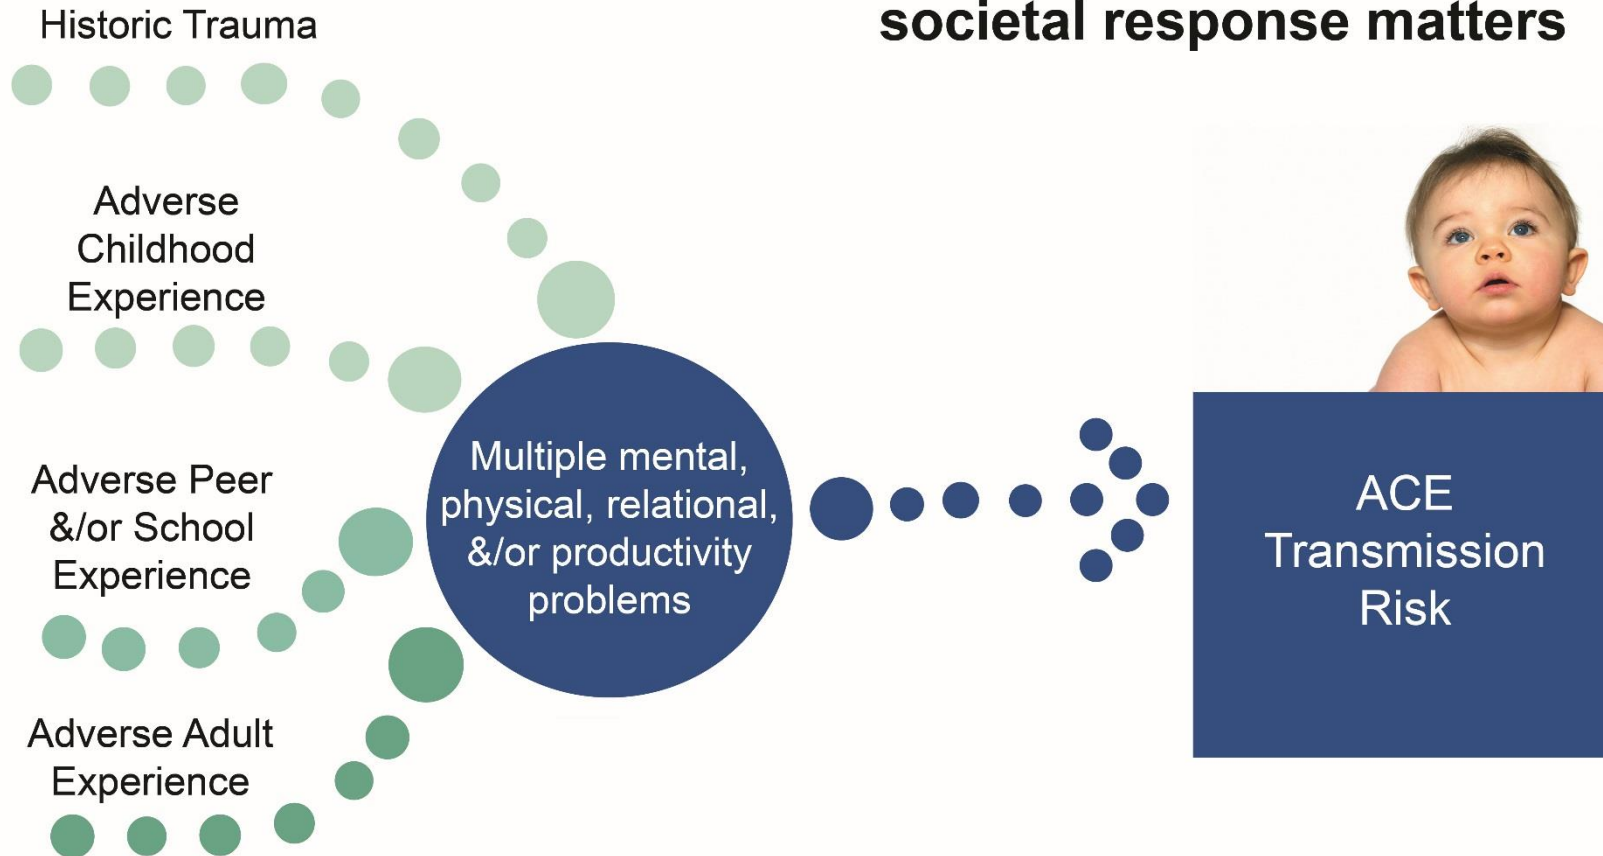 Historic Trauma
societal response matters
Adverse
Childhood
Experience
Adverse Peer
&/or School
Experience
Adverse Adult
Experience
Multiple mental,
physical, relational,
&/or productivity
problems
ACE
Transmission
Risk